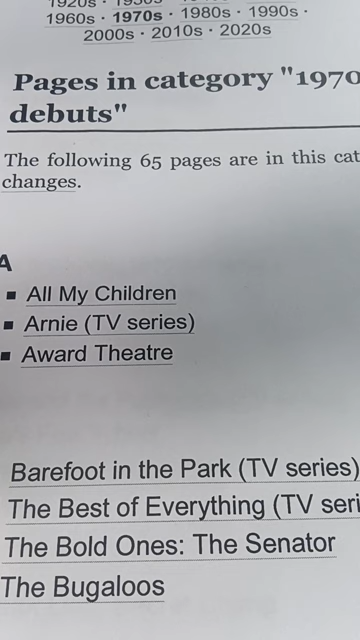 1920s · 1930s ·
1960s · 1970s · 1980s · 1990s ·
2000s · 2010s · 2020s
Pages in category "1970
debuts"
The following 65 pages are in this cat
changes.
A
▪ All My Children
▪ Arnie (TV series)
▪ Award Theatre
Barefoot in the Park (TV series)
The Best of Everything (TV seri
The Bold Ones: The Senator
The Bugaloos